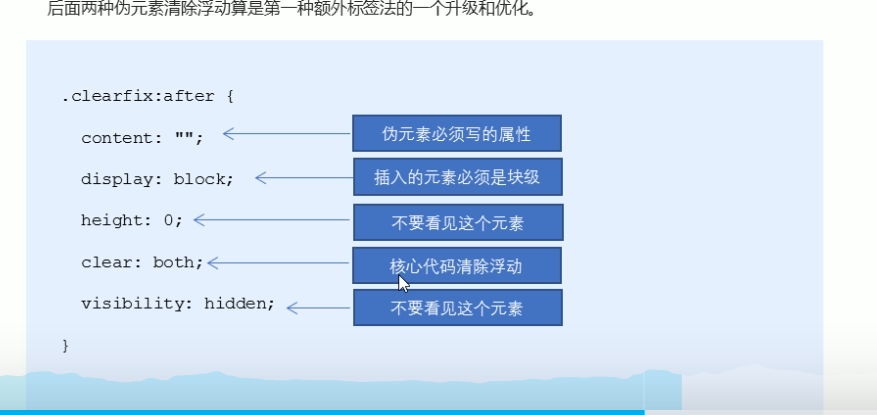 后面两种伪元素清除浮动算是第一种额外标签法的一个升级和优化。
.clearfix:after {
content: "";
伪元素必须写的属性
display: block;
插入的元素必须是块级
height: 0;
不要看见这个元素
clear: both;
核心代码清除浮动
visibility: hidden;
不要看见这个元素
}